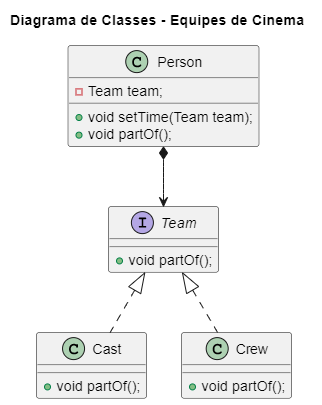 Diagrama de Classes - Equipes de Cinema
C Person
Team team;
void setTime(Team team);
void partOf();
I Team
void partOf();
C Cast
void partOf();
C Crew
void partOf();